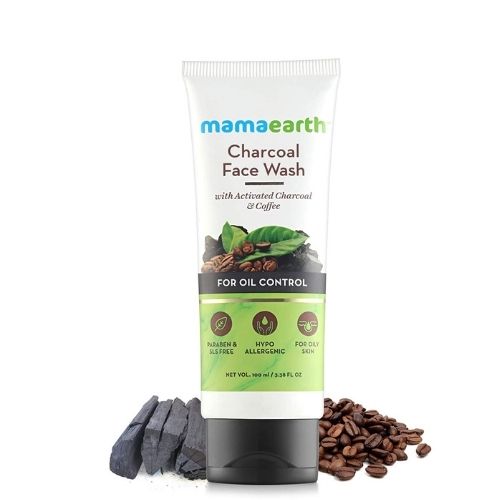 mamaearth
Charcoal
Face Wash
with Activated Charcoal
& Coffee
FOR OIL CONTROL
PARABEN &
SLS FREE
HYPO
ALLERGENIC
FOR OILY
SKIN
NET VOL. 100 ml / 3.38 FL OZ